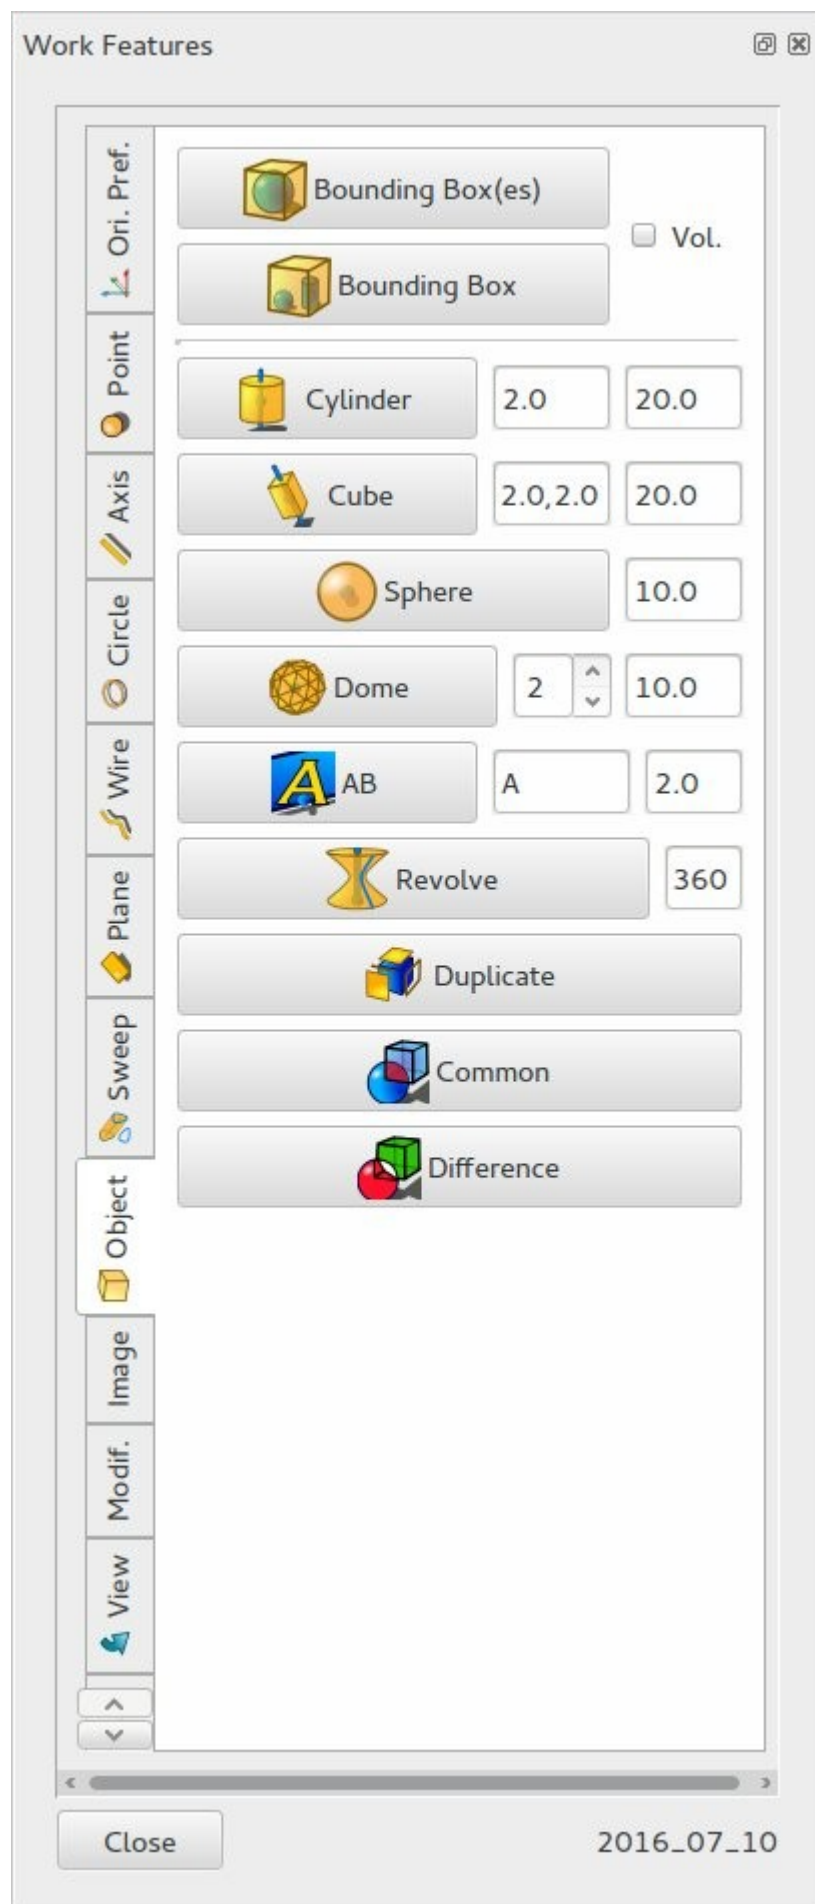 Work Features
Ori. Pref.
Point
Axis
Circle
Wire
Plane
Sweep
Object
Image
Modif.
View
Bounding Box(es)
Bounding Box
Vol.
Cylinder 2.0 20.0
Cube 2.0,2.0 20.0
Sphere 10.0
Dome 2 10.0
A AB A 2.0
Revolve 360
Duplicate
Common
Difference
Close 2016_07_10